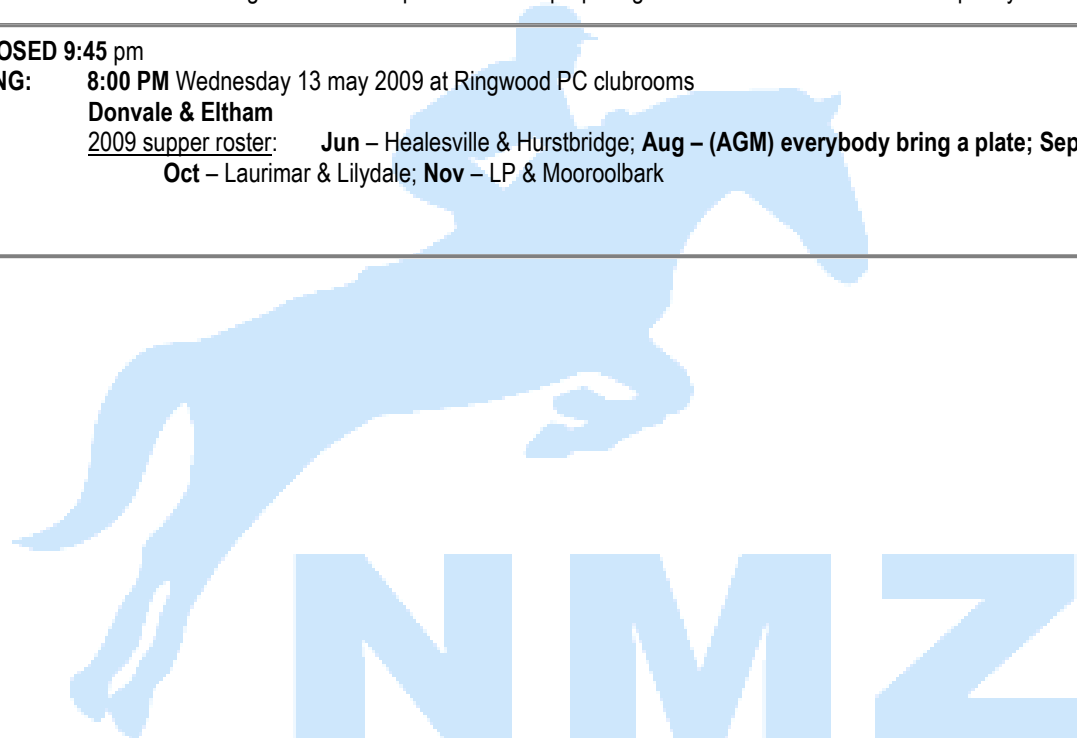 OSED 9:45 pm
NG: 8:00 PM Wednesday 13 may 2009 at Ringwood PC clubrooms
Donvale & Eltham
2009 supper roster: Jun – Healesville & Hurstbridge; Aug – (AGM) everybody bring a plate; Sep
Oct – Laurimar & Lilydale; Nov – LP & Mooroolbark
NMZ